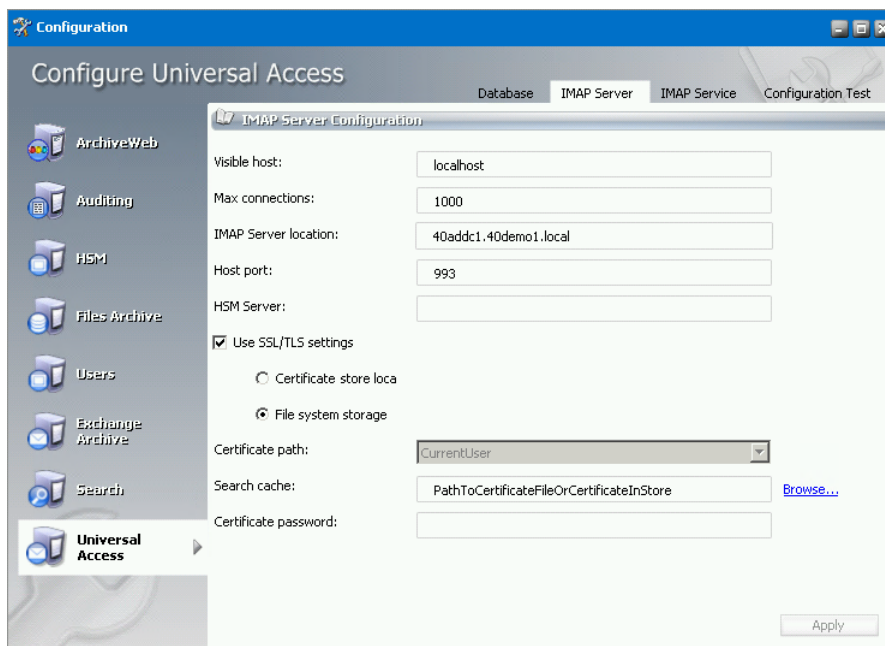 Configuration
Configure Universal Access
Database IMAP Server IMAP Service Configuration Test
IMAP Server Configuration
ArchiveWeb
Auditing
HSM
Files Archive
Users
Exchange
Archive
Search
Universal
Access
Visible host: localhost
Max connections: 1000
IMAP Server location: 40addc1.40demo1.local
Host port: 993
HSM Server:
Use SSL/TLS settings
Certificate store loca
File system storage
Certificate path: CurrentUser
Search cache: PathToCertificateFileOrCertificateInStore Browse...
Certificate password:
Apply